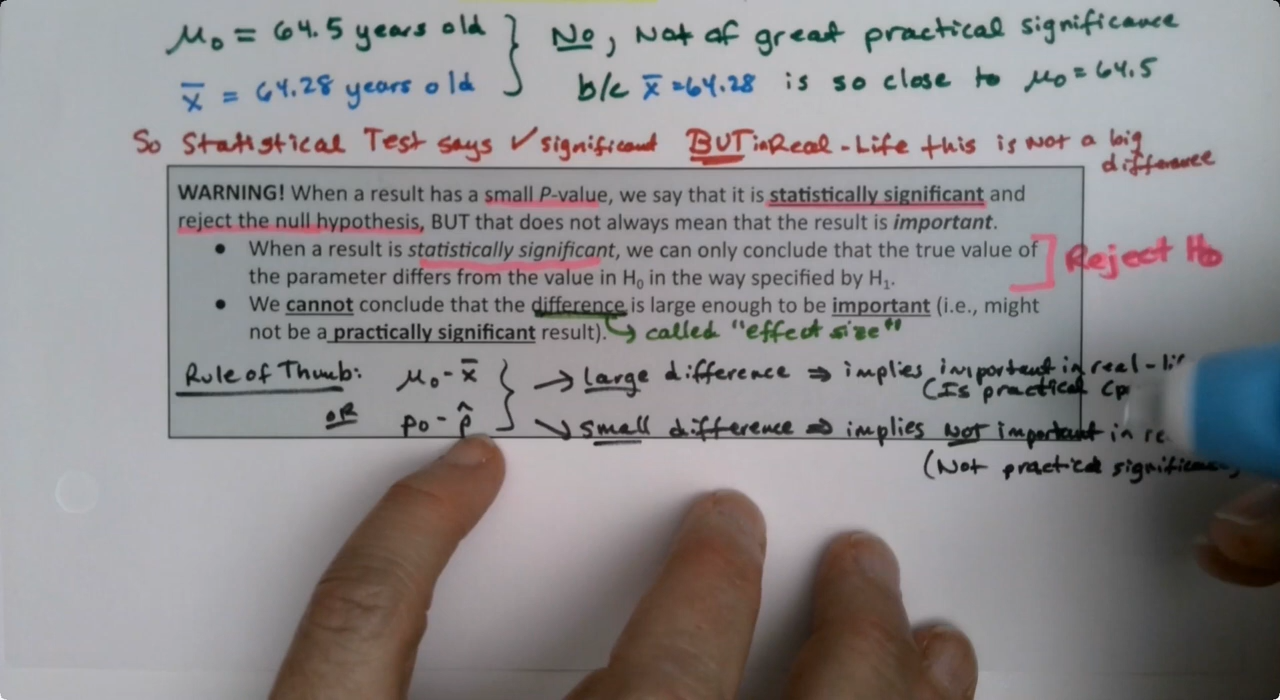 μ₀ = 64.5 years old } No, Not of great practical significance
x̄ = 64.28 years old b/c x̄ = 64.28 is so close to μ₀ = 64.5
So Statistical Test says ✓ significant BUT in Real-Life this is Not a big
difference
WARNING! When a result has a small P-value, we say that it is statistically significant and
reject the null hypothesis, BUT that does not always mean that the result is important.
• When a result is statistically significant, we can only conclude that the true value of
the parameter differs from the value in H₀ in the way specified by H₁.
] Reject H₀
• We cannot conclude that the difference is large enough to be important (i.e., might
not be a practically significant result). ↳ called "effect size"
Rule of Thumb: μ₀ - x̄ } → Large difference ⇒ implies important in real-
(Is practical
OR p₀ - p̂ ↘ small difference ⇒ implies Not important in
(Not practical